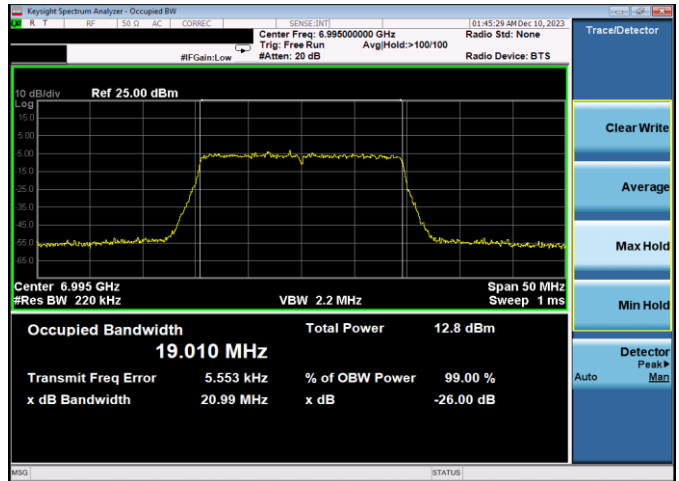 Keysight Spectrum Analyzer - Occupied BW
LXI R T RF 50 Ω AC CORREC SENSE:INT 01:45:29 AM Dec 10, 2023
Center Freq: 6.995000000 GHz Radio Std: None
Trig: Free Run Avg|Hold:>100/100
#IFGain:Low #Atten: 20 dB Radio Device: BTS
Trace/Detector
10 dB/div Ref 25.00 dBm
Log
15.0
5.00
-5.00
-15.0
-25.0
-35.0
-45.0
-55.0
-65.0
Center 6.995 GHz Span 50 MHz
#Res BW 220 kHz VBW 2.2 MHz Sweep 1 ms
Occupied Bandwidth Total Power 12.8 dBm
19.010 MHz
Transmit Freq Error 5.553 kHz % of OBW Power 99.00 %
x dB Bandwidth 20.99 MHz x dB -26.00 dB
Clear Write
Average
Max Hold
Min Hold
Detector
Peak▶
Auto Man
MSG STATUS